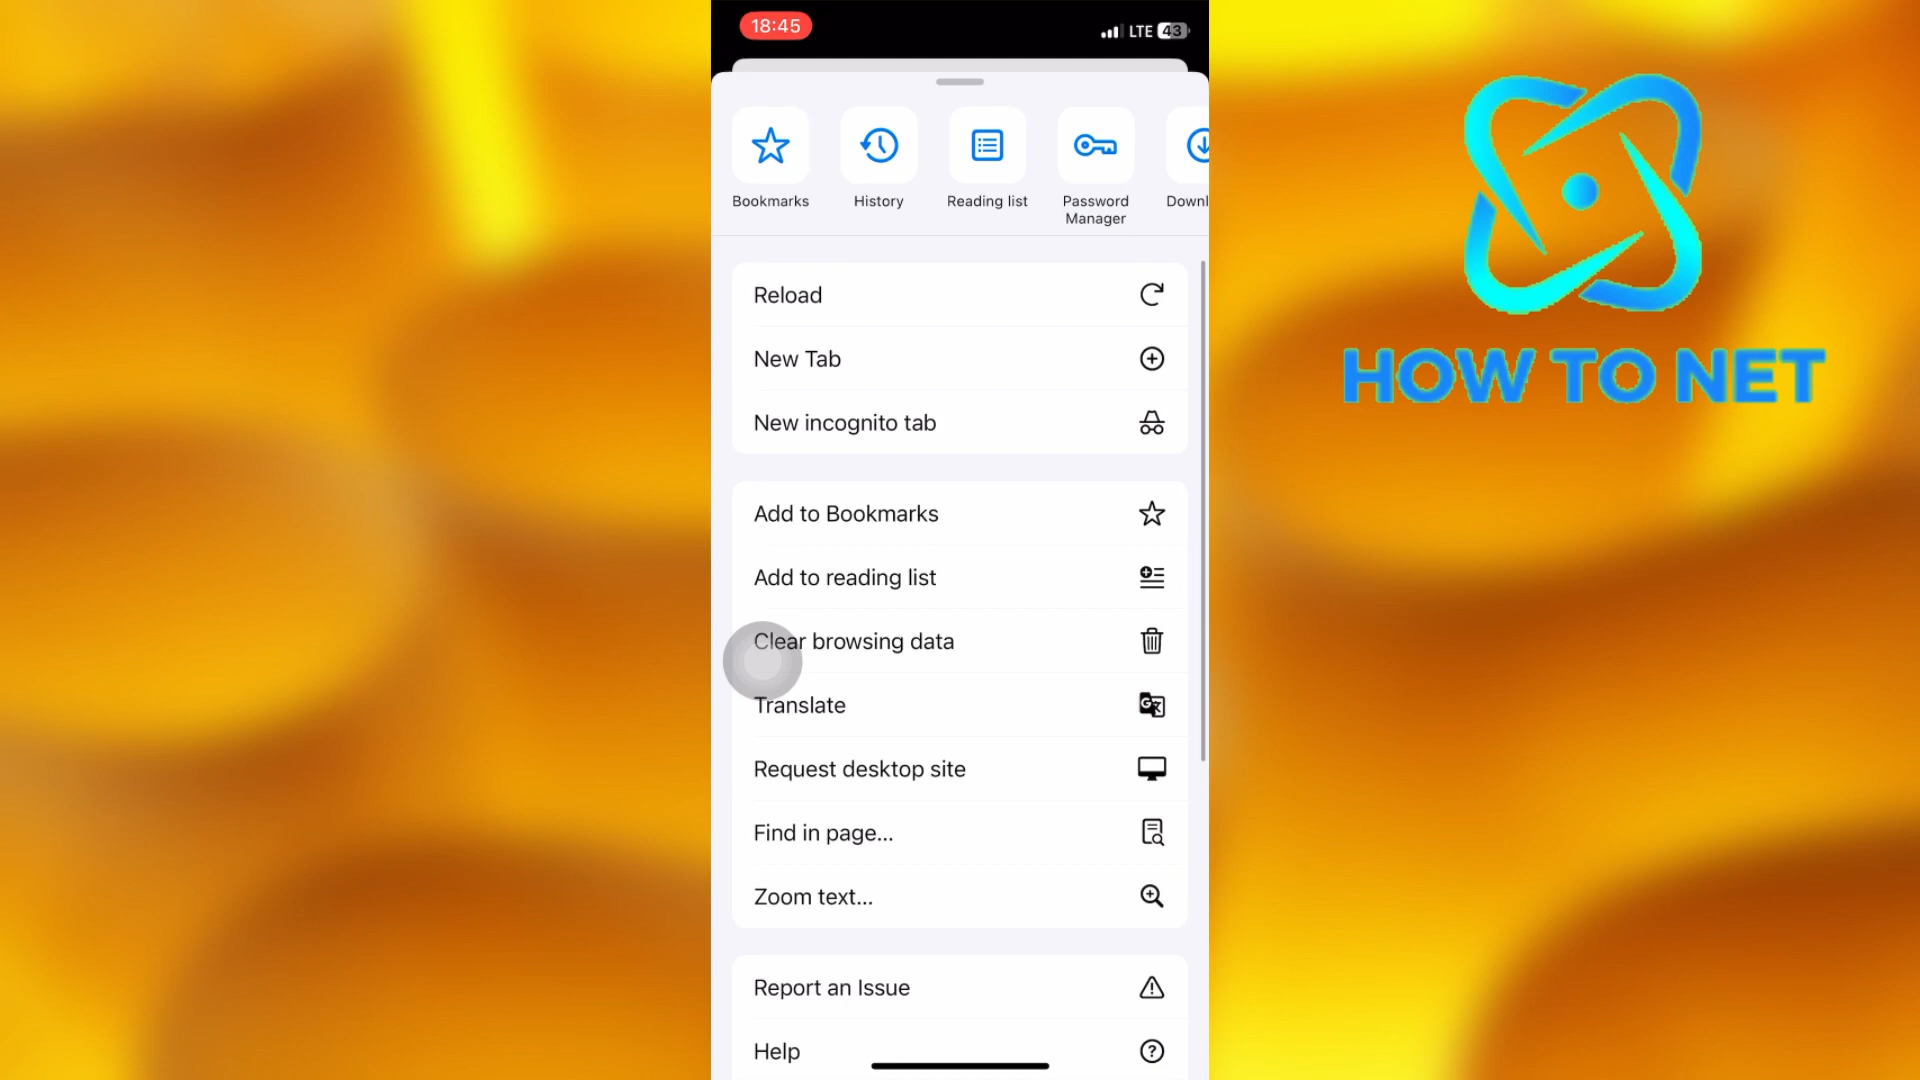 18:45
LTE 43
Bookmarks
History
Reading list
Password
Manager
Downl
Reload
New Tab
New incognito tab
Add to Bookmarks
Add to reading list
Clear browsing data
Translate
Request desktop site
Find in page...
Zoom text...
Report an Issue
Help
HOW TO NET